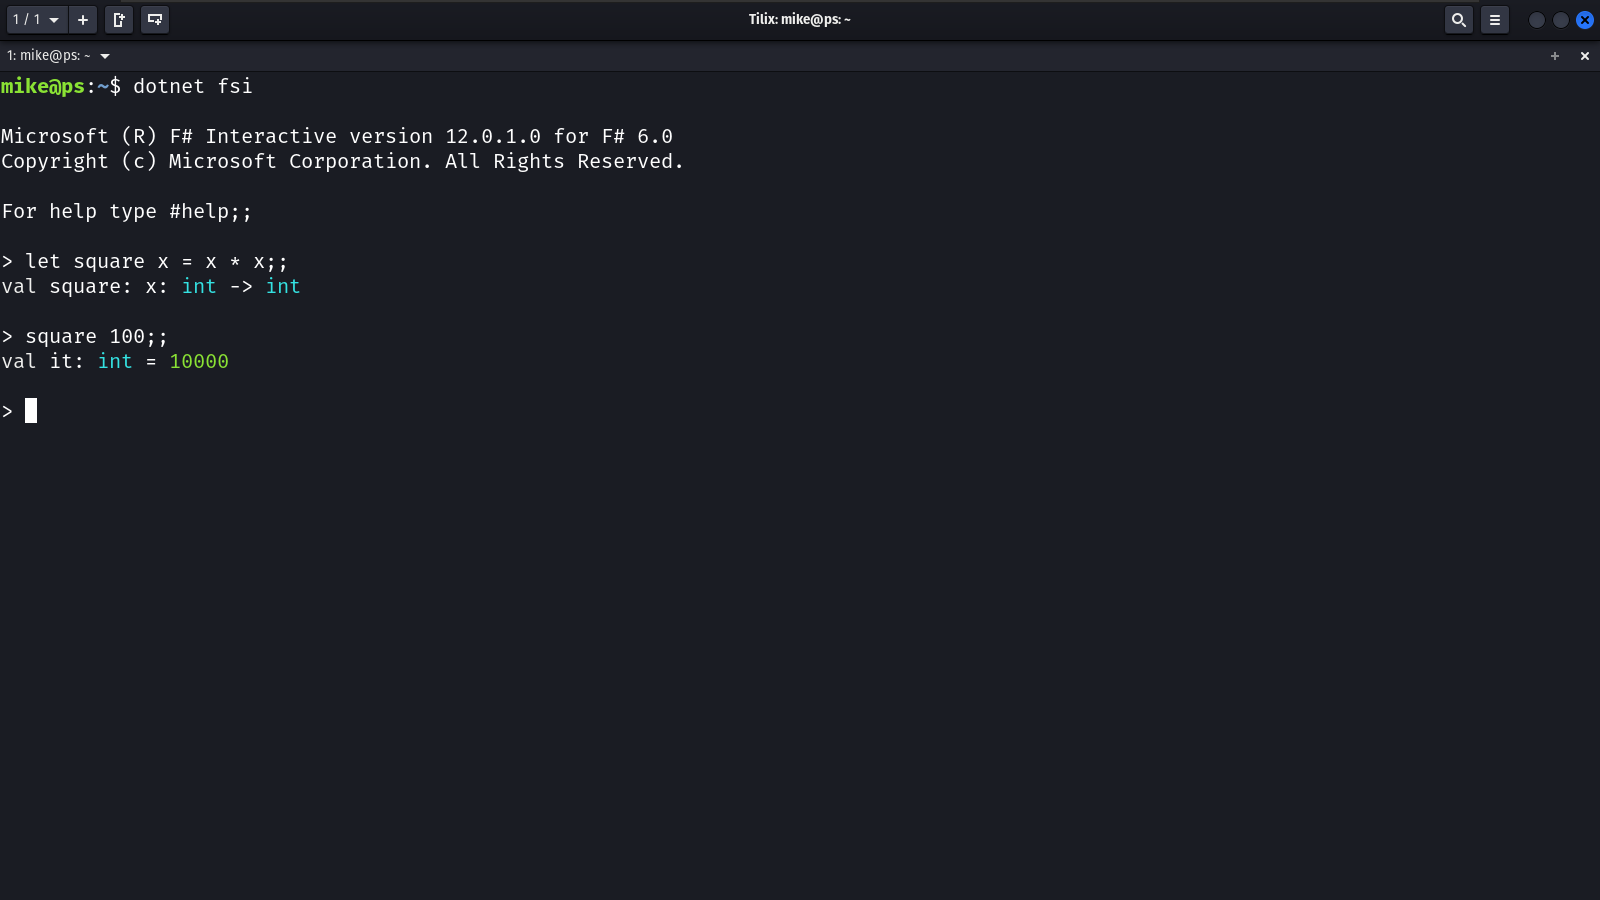 1 / 1
Tilix: mike@ps: ~
1: mike@ps: ~
mike@ps:~$ dotnet fsi
Microsoft (R) F# Interactive version 12.0.1.0 for F# 6.0
Copyright (c) Microsoft Corporation. All Rights Reserved.
For help type #help;;
> let square x = x * x;;
val square: x: int -> int
> square 100;;
val it: int = 10000
>